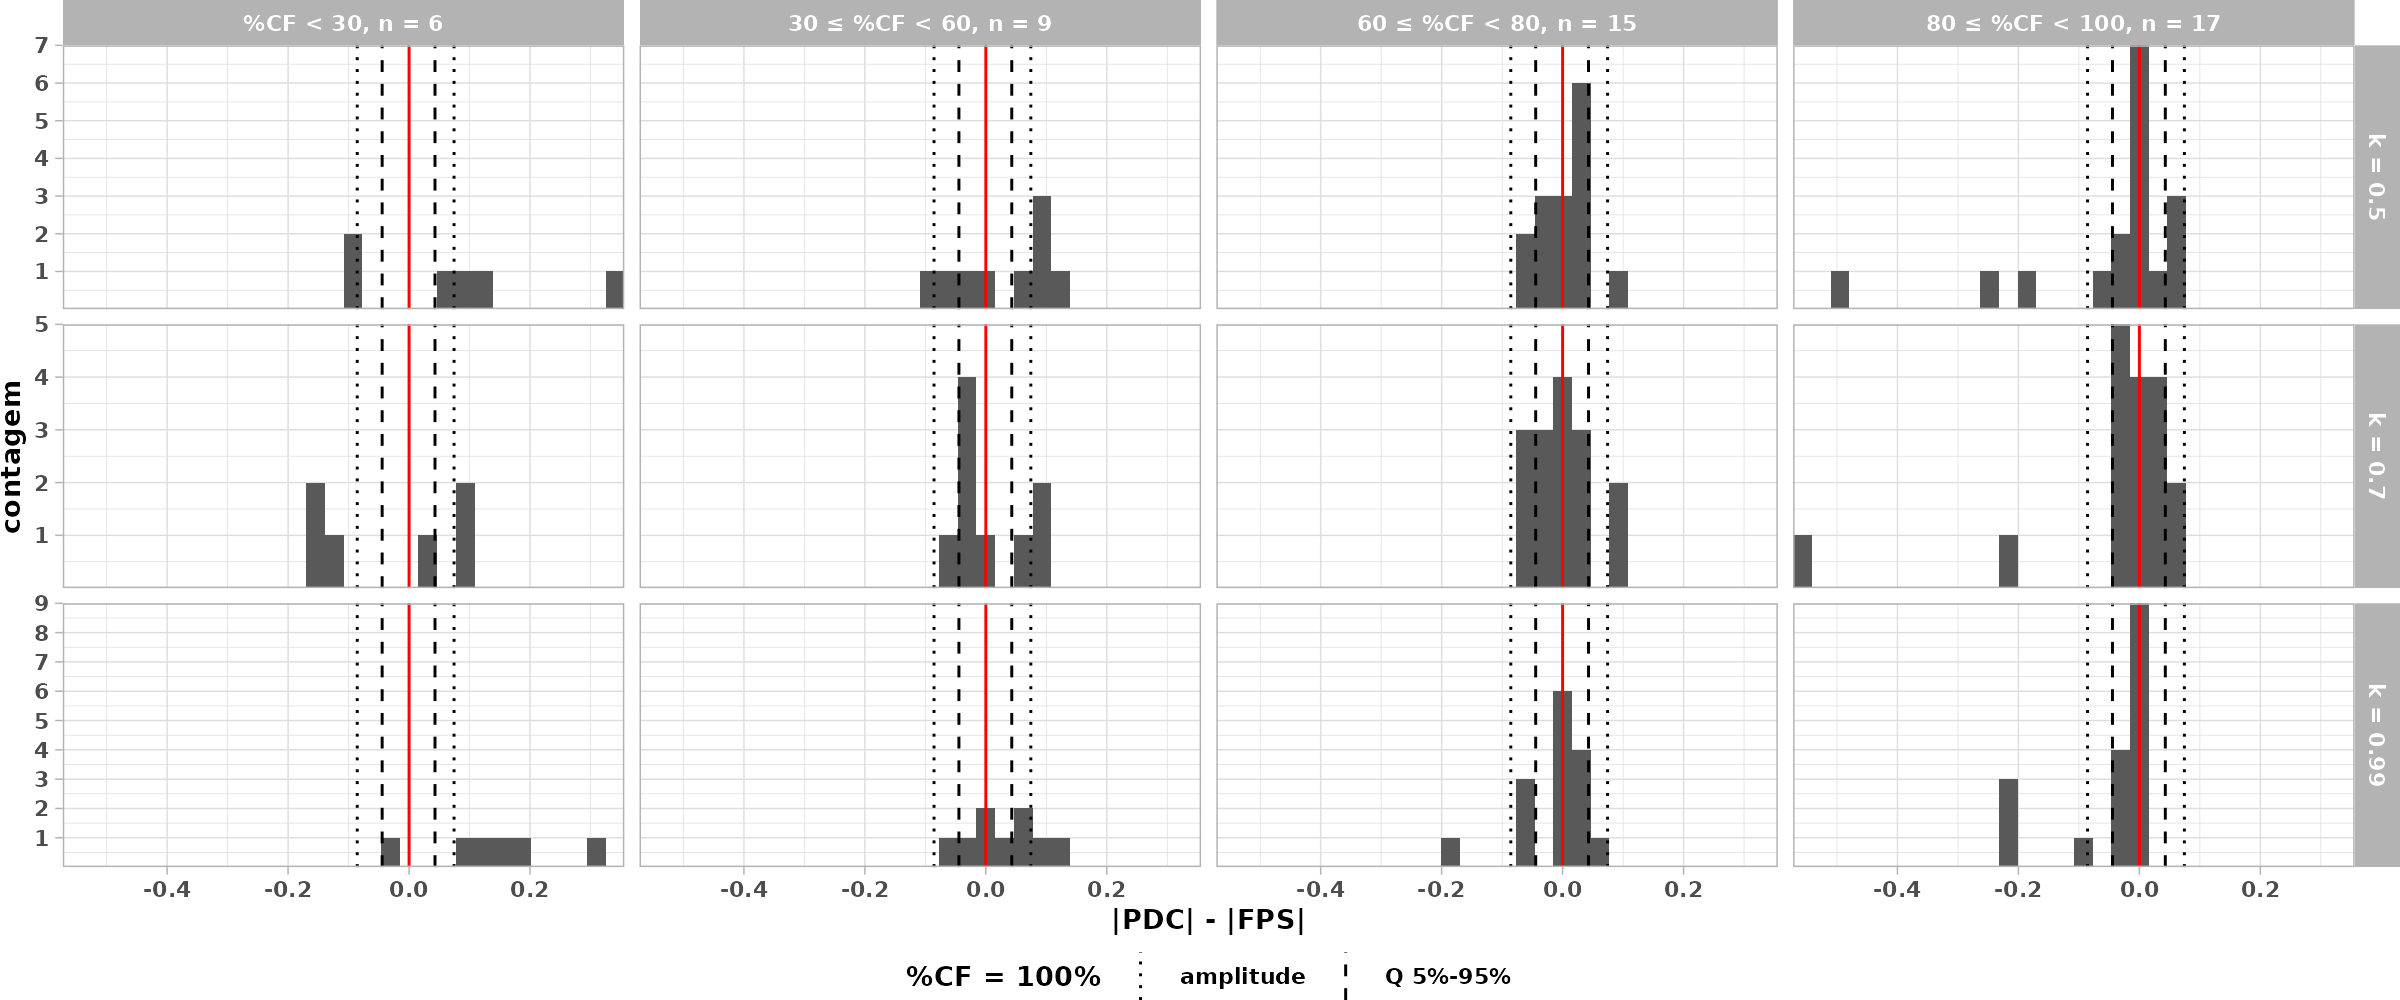 %CF < 30, n = 6
30 ≤ %CF < 60, n = 9
60 ≤ %CF < 80, n = 15
80 ≤ %CF < 100, n = 17
7
6
5
4
3
2
1
k = 0.5
5
4
3
2
1
k = 0.7
contagem
9
8
7
6
5
4
3
2
1
k = 0.99
-0.4 -0.2 0.0 0.2
-0.4 -0.2 0.0 0.2
-0.4 -0.2 0.0 0.2
-0.4 -0.2 0.0 0.2
|PDC| - |FPS|
%CF = 100% amplitude Q 5%-95%